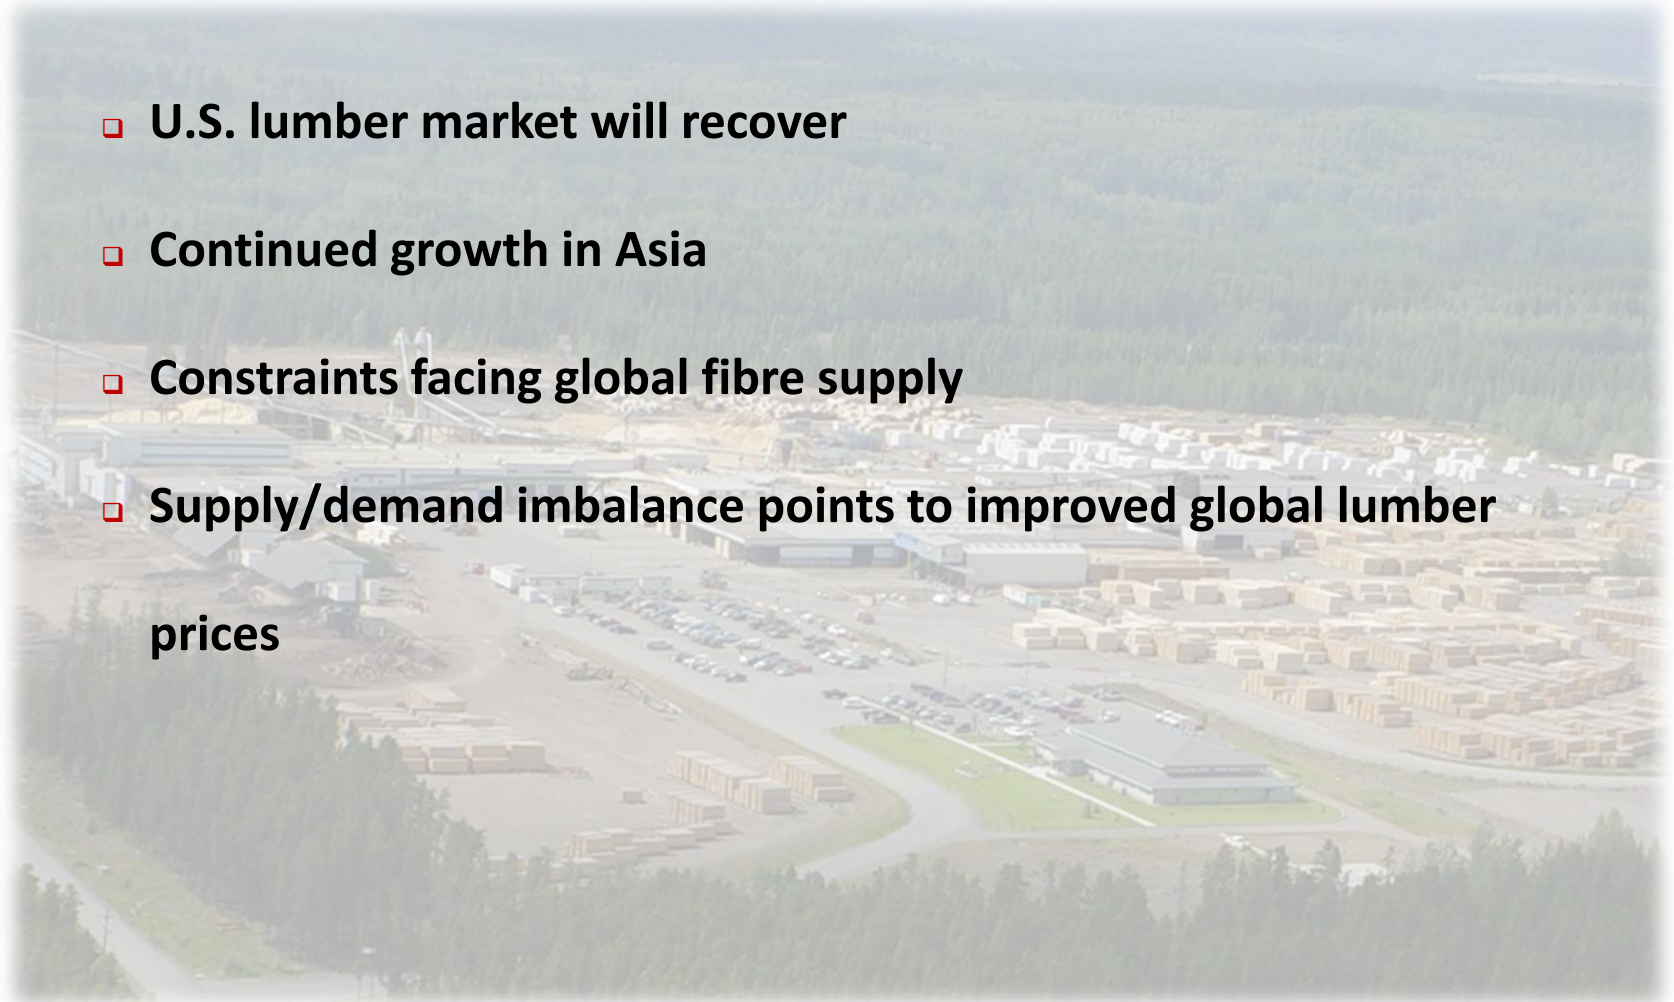 U.S. lumber market will recover
Continued growth in Asia
Constraints facing global fibre supply
Supply/demand imbalance points to improved global lumber
prices